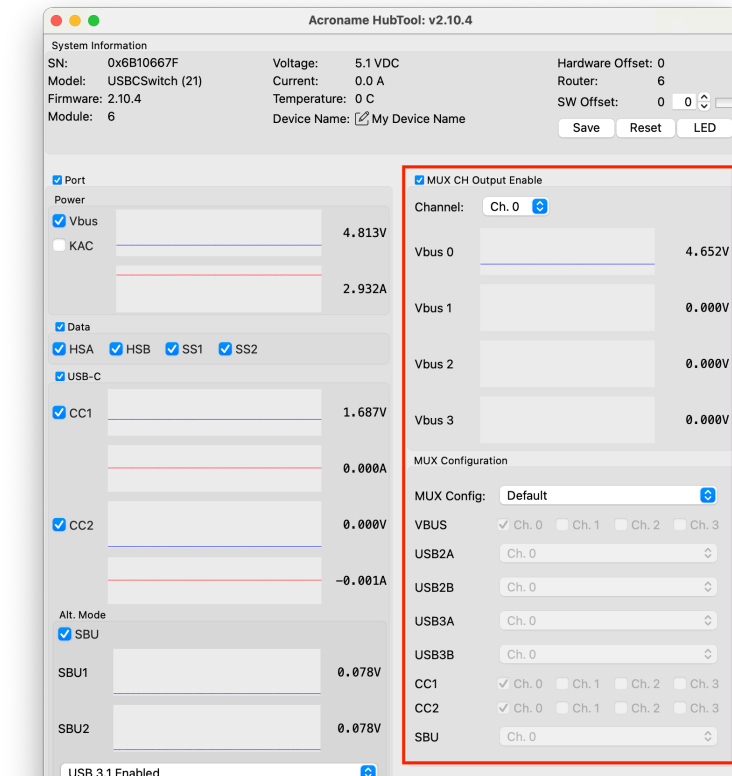 Acroname HubTool: v2.10.4
System Information
SN: 0x6B10667F Voltage: 5.1 VDC Hardware Offset: 0
Model: USBCSwitch (21) Current: 0.0 A Router: 6
Firmware: 2.10.4 Temperature: 0 C SW Offset: 0 0
Module: 6 Device Name: My Device Name
Save Reset LED
Port
Power
Vbus 4.813V
KAC
2.932A
Data
HSA HSB SS1 SS2
USB-C
CC1 1.687V
0.000A
CC2 0.000V
-0.001A
Alt. Mode
SBU
SBU1 0.078V
SBU2 0.078V
USB 3.1 Enabled
MUX CH Output Enable
Channel: Ch. 0
Vbus 0 4.652V
Vbus 1 0.000V
Vbus 2 0.000V
Vbus 3 0.000V
MUX Configuration
MUX Config: Default
VBUS Ch. 0 Ch. 1 Ch. 2 Ch. 3
USB2A Ch. 0
USB2B Ch. 0
USB3A Ch. 0
USB3B Ch. 0
CC1 Ch. 0 Ch. 1 Ch. 2 Ch. 3
CC2 Ch. 0 Ch. 1 Ch. 2 Ch. 3
SBU Ch. 0